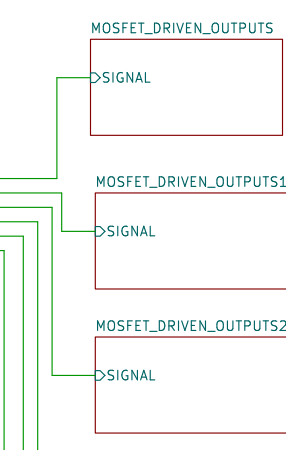 MOSFET_DRIVEN_OUTPUTS
SIGNAL
MOSFET_DRIVEN_OUTPUTS1
SIGNAL
MOSFET_DRIVEN_OUTPUTS2
SIGNAL